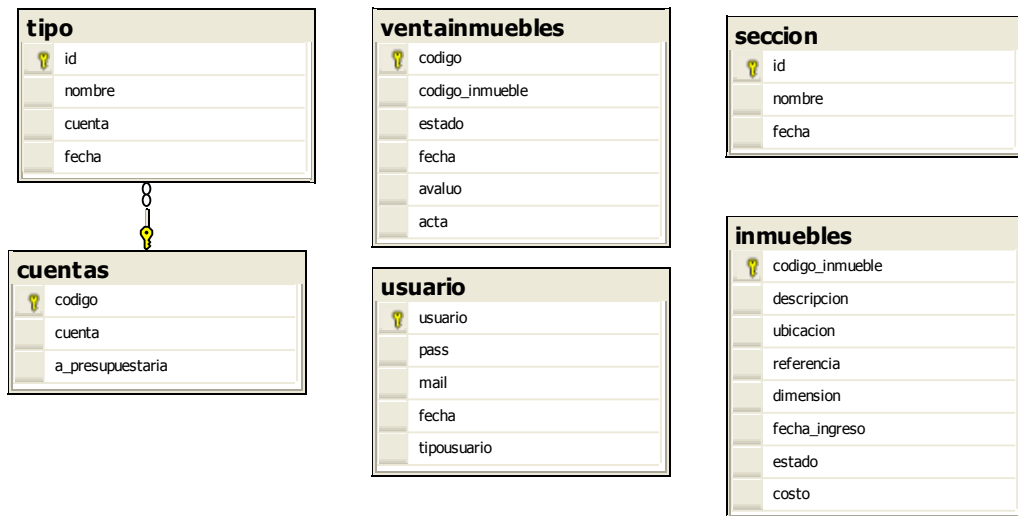 tipo
id
nombre
cuenta
fecha
cuentas
codigo
cuenta
a_presupuestaria
ventainmuebles
codigo
codigo_inmueble
estado
fecha
avaluo
acta
usuario
usuario
pass
mail
fecha
tipousuario
seccion
id
nombre
fecha
inmuebles
codigo_inmueble
descripcion
ubicacion
referencia
dimension
fecha_ingreso
estado
costo